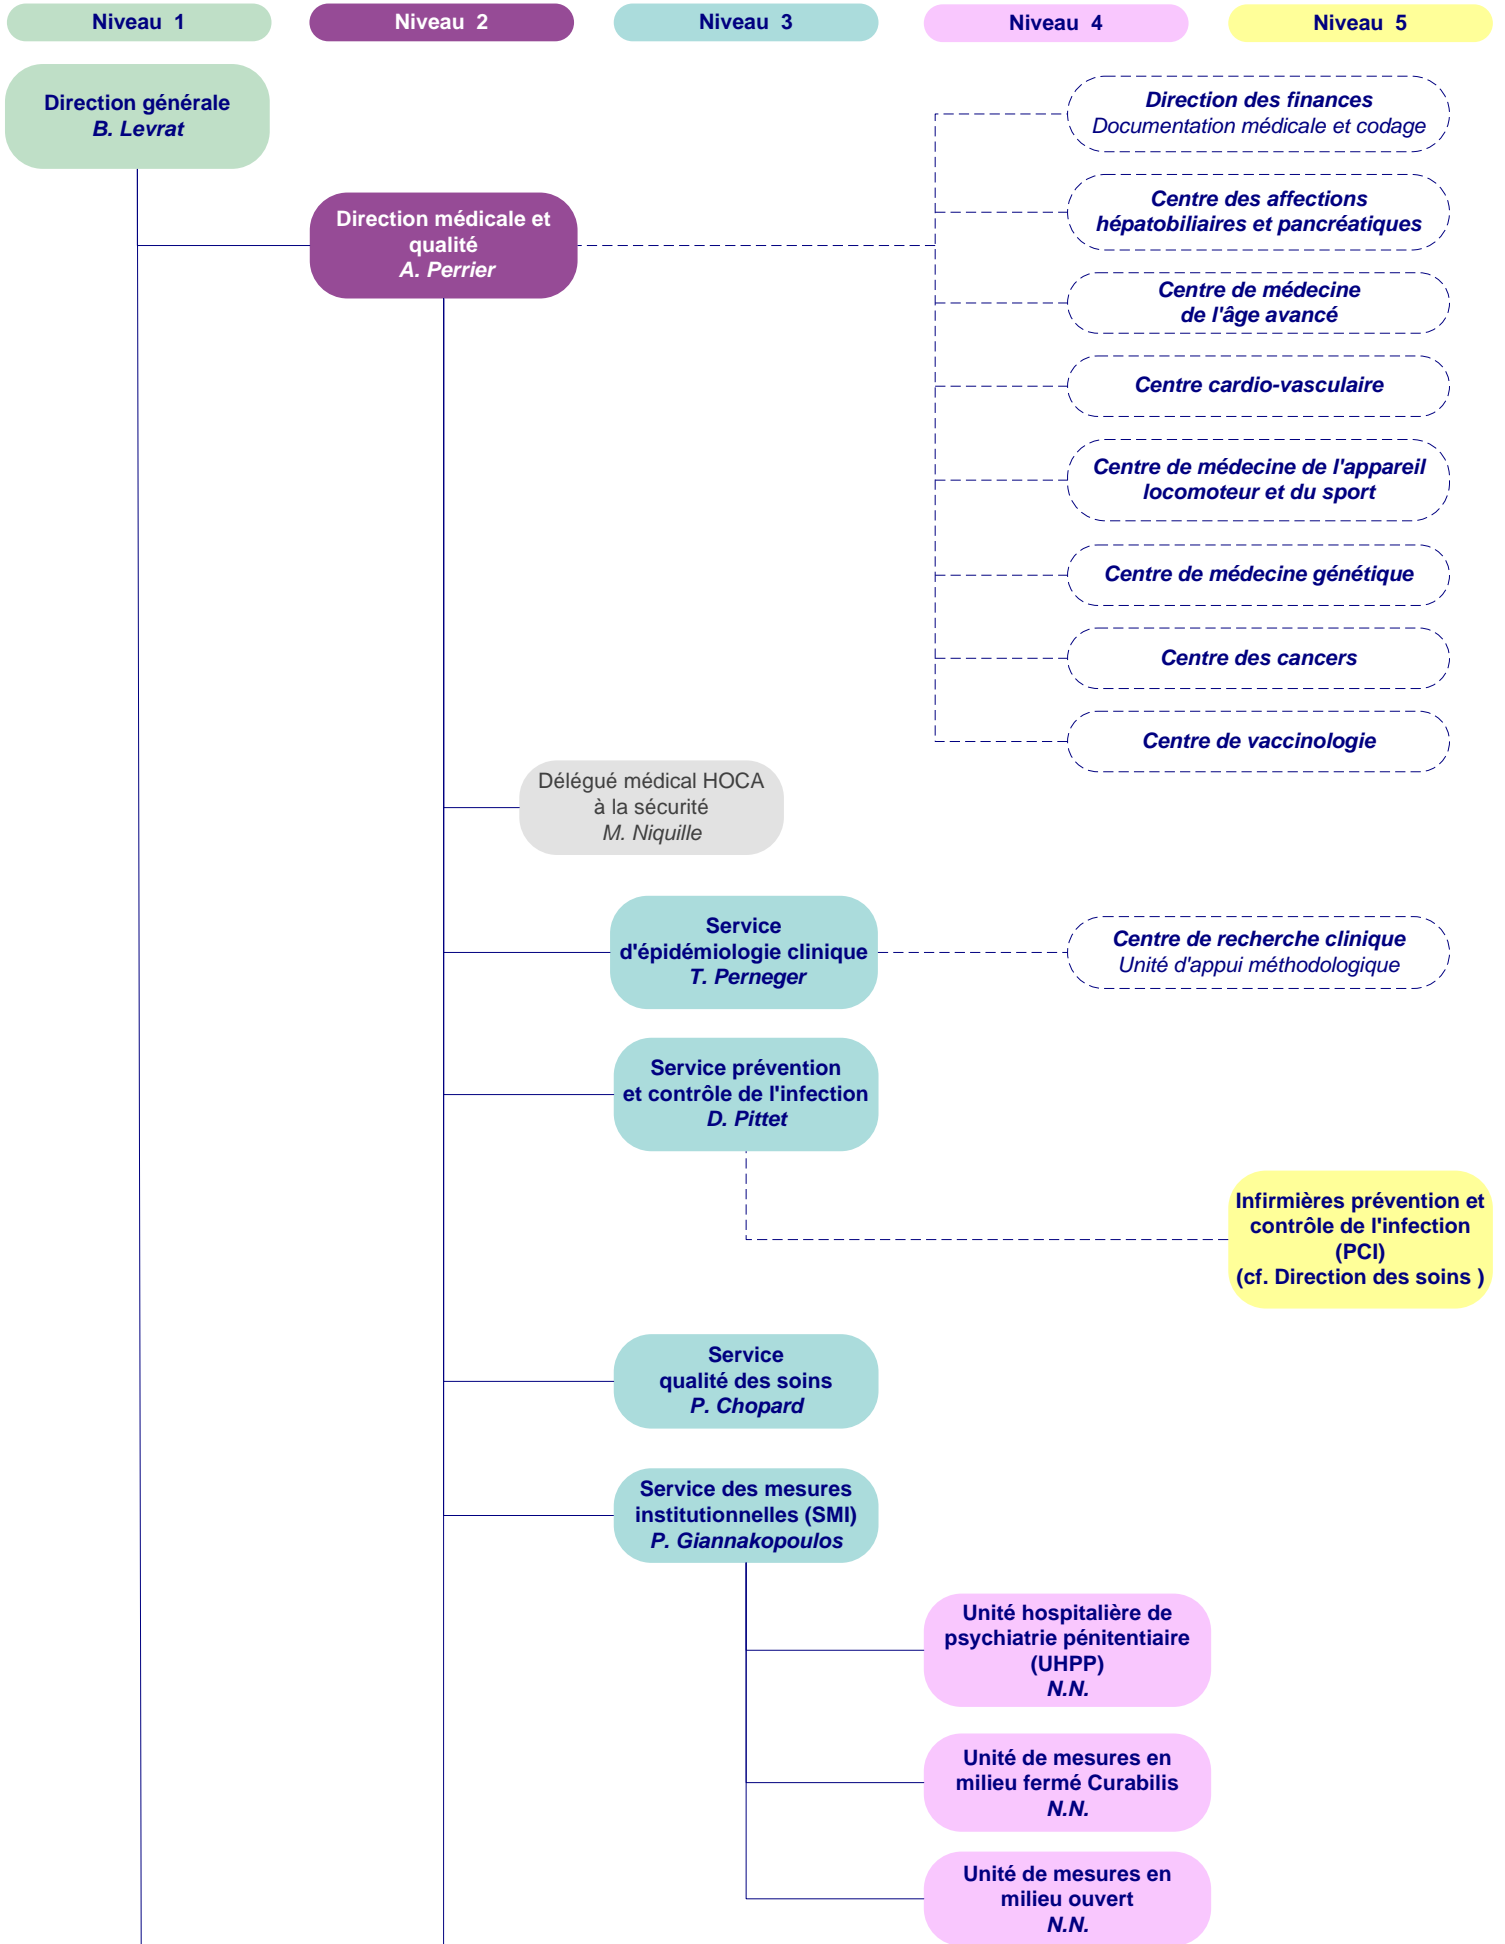 Niveau 1
Niveau 2
Niveau 3
Niveau 4
Niveau 5
Direction générale
B. Levrat
Direction médicale et
qualité
A. Perrier
Direction des finances
Documentation médicale et codage
Centre des affections
hépatobiliaires et pancréatiques
Centre de médecine
de l'âge avancé
Centre cardio-vasculaire
Centre de médecine de l'appareil
locomoteur et du sport
Centre de médecine génétique
Centre des cancers
Centre de vaccinologie
Délégué médical HOCA
à la sécurité
M. Niquille
Service
d'épidémiologie clinique
T. Perneger
Centre de recherche clinique
Unité d'appui méthodologique
Service prévention
et contrôle de l'infection
D. Pittet
Infirmières prévention et
contrôle de l'infection
(PCI)
(cf. Direction des soins )
Service
qualité des soins
P. Chopard
Service des mesures
institutionnelles (SMI)
P. Giannakopoulos
Unité hospitalière de
psychiatrie pénitentiaire
(UHPP)
N.N.
Unité de mesures en
milieu fermé Curabilis
N.N.
Unité de mesures en
milieu ouvert
N.N.